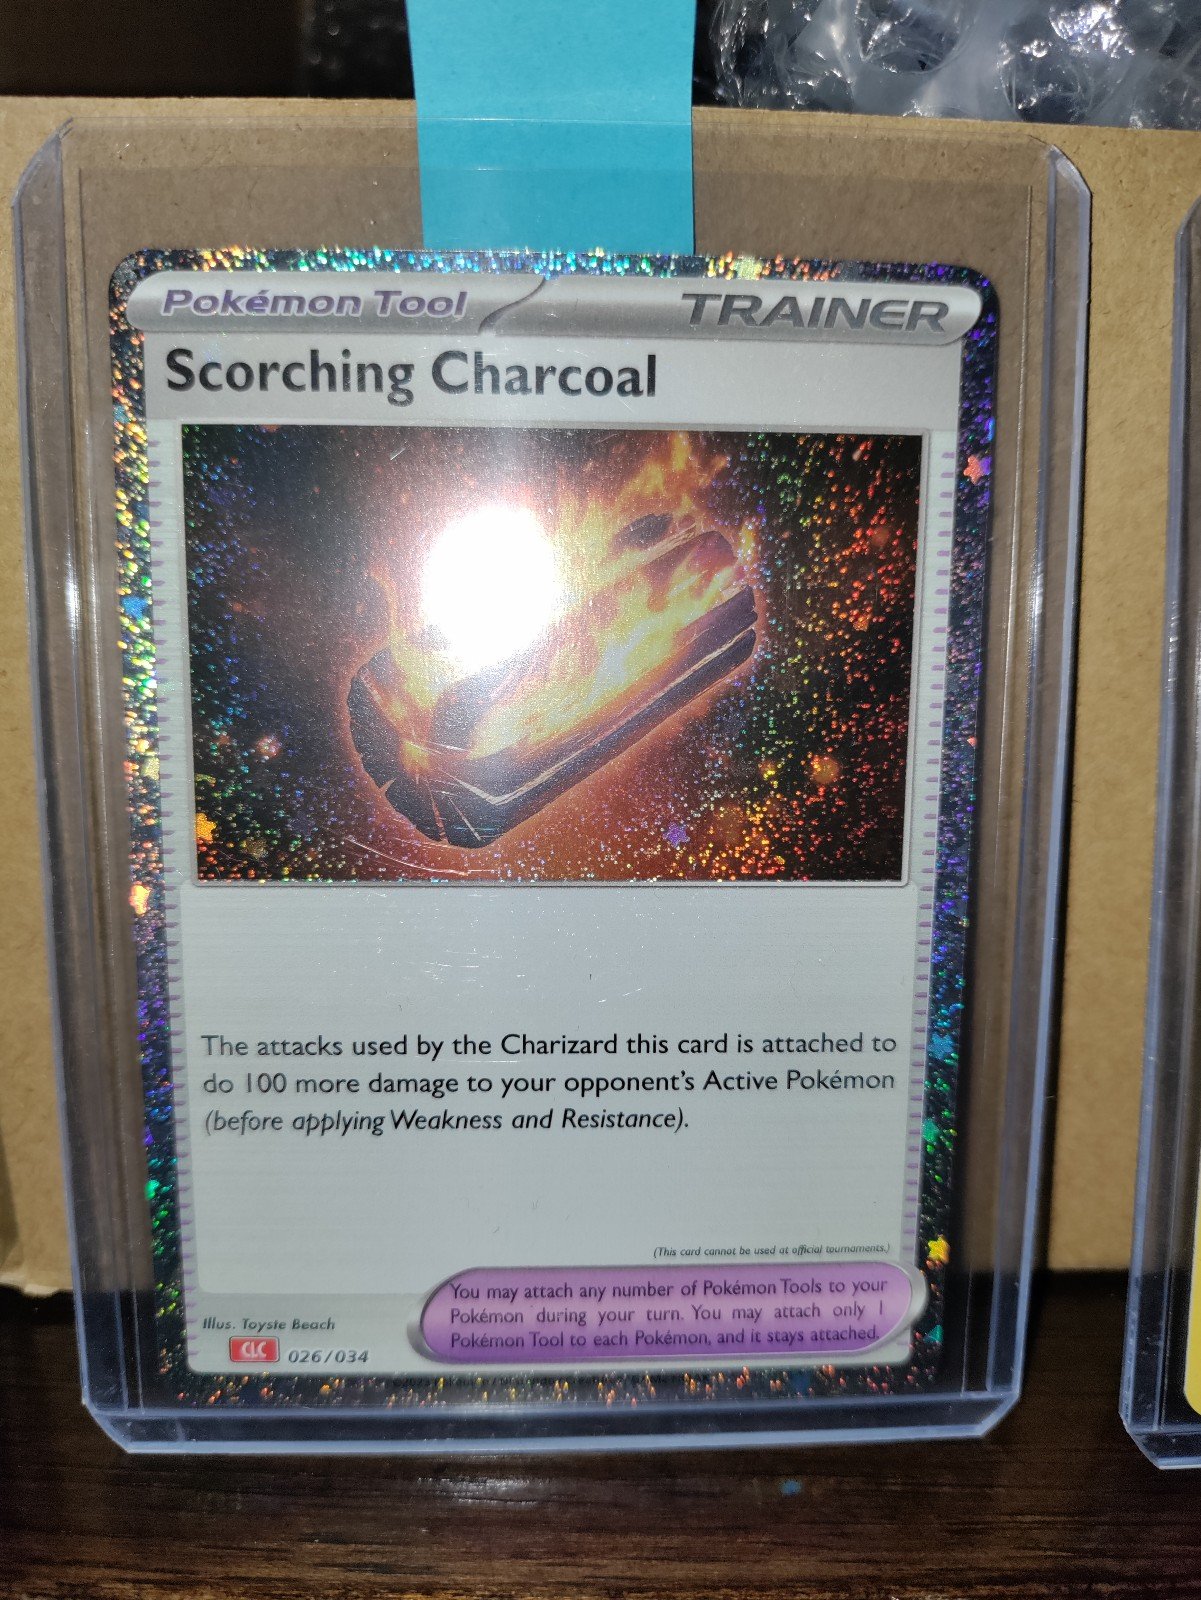 Pokémon Tool TRAINER
Scorching Charcoal
The attacks used by the Charizard this card is attached to
do 100 more damage to your opponent's Active Pokémon
(before applying Weakness and Resistance).
(This card cannot be used at official tournaments.)
You may attach any number of Pokémon Tools to your
Pokémon during your turn. You may attach only 1
Pokémon Tool to each Pokémon, and it stays attached.
Illus. Toyste Beach
CLC 026/034